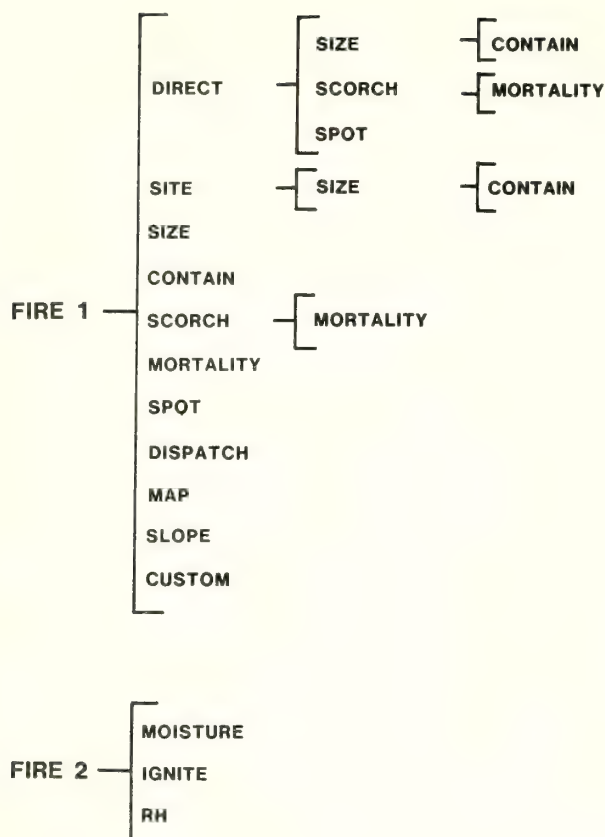 SIZE CONTAIN
DIRECT SCORCH MORTALITY
SPOT
SITE SIZE CONTAIN
SIZE
CONTAIN
FIRE 1 SCORCH MORTALITY
MORTALITY
SPOT
DISPATCH
MAP
SLOPE
CUSTOM
MOISTURE
FIRE 2 IGNITE
RH